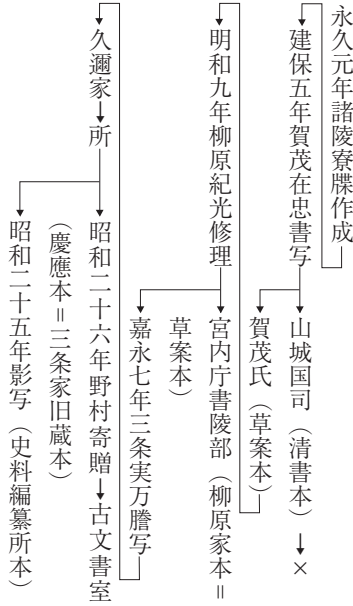 永久元年諸陵寮牒作成
建保五年賀茂在忠書写
山城国司（清書本）→×
賀茂氏（草案本）
明和九年柳原紀光修理
宮内庁書陵部（柳原家本＝
草案本）
嘉永七年三条実万謄写
久邇家→所
昭和二十六年野村寄贈→古文書室
（慶應本＝三条家旧蔵本）
昭和二十五年影写（史料編纂所本）